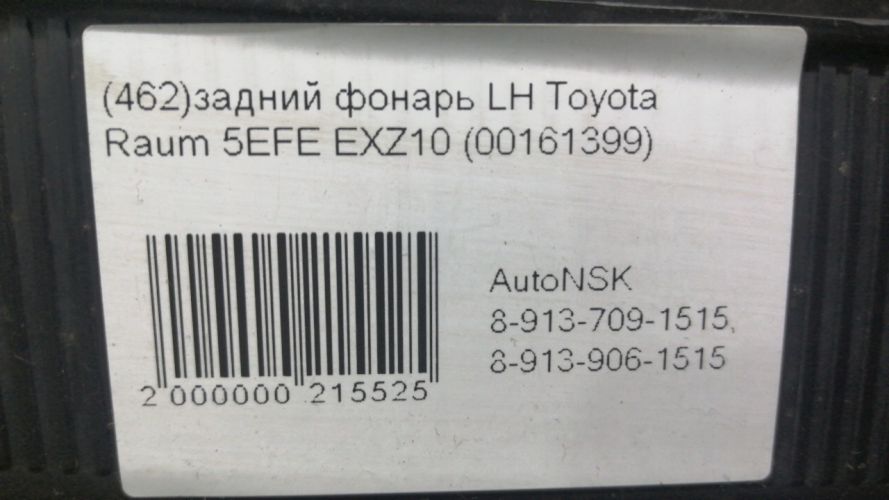 (462)задний фонарь LH Toyota
Raum 5EFE EXZ10 (00161399)
AutoNSK
8-913-709-1515,
8-913-906-1515
2 000000 215525